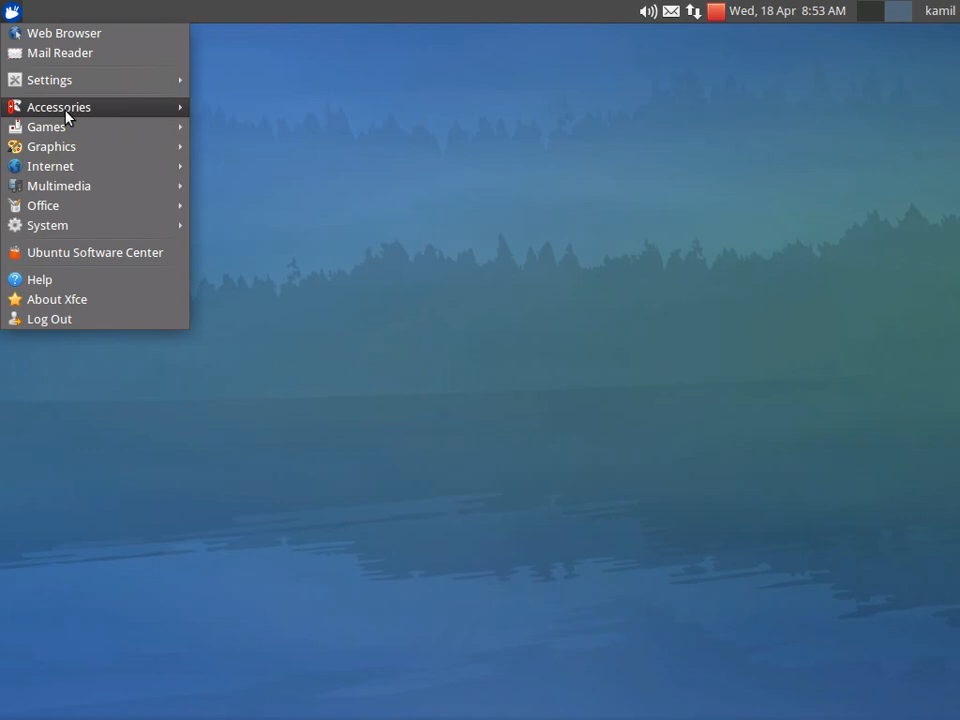 Wed, 18 Apr 8:53 AM kamil
Web Browser
Mail Reader
Settings
Accessories
Games
Graphics
Internet
Multimedia
Office
System
Ubuntu Software Center
Help
About Xfce
Log Out